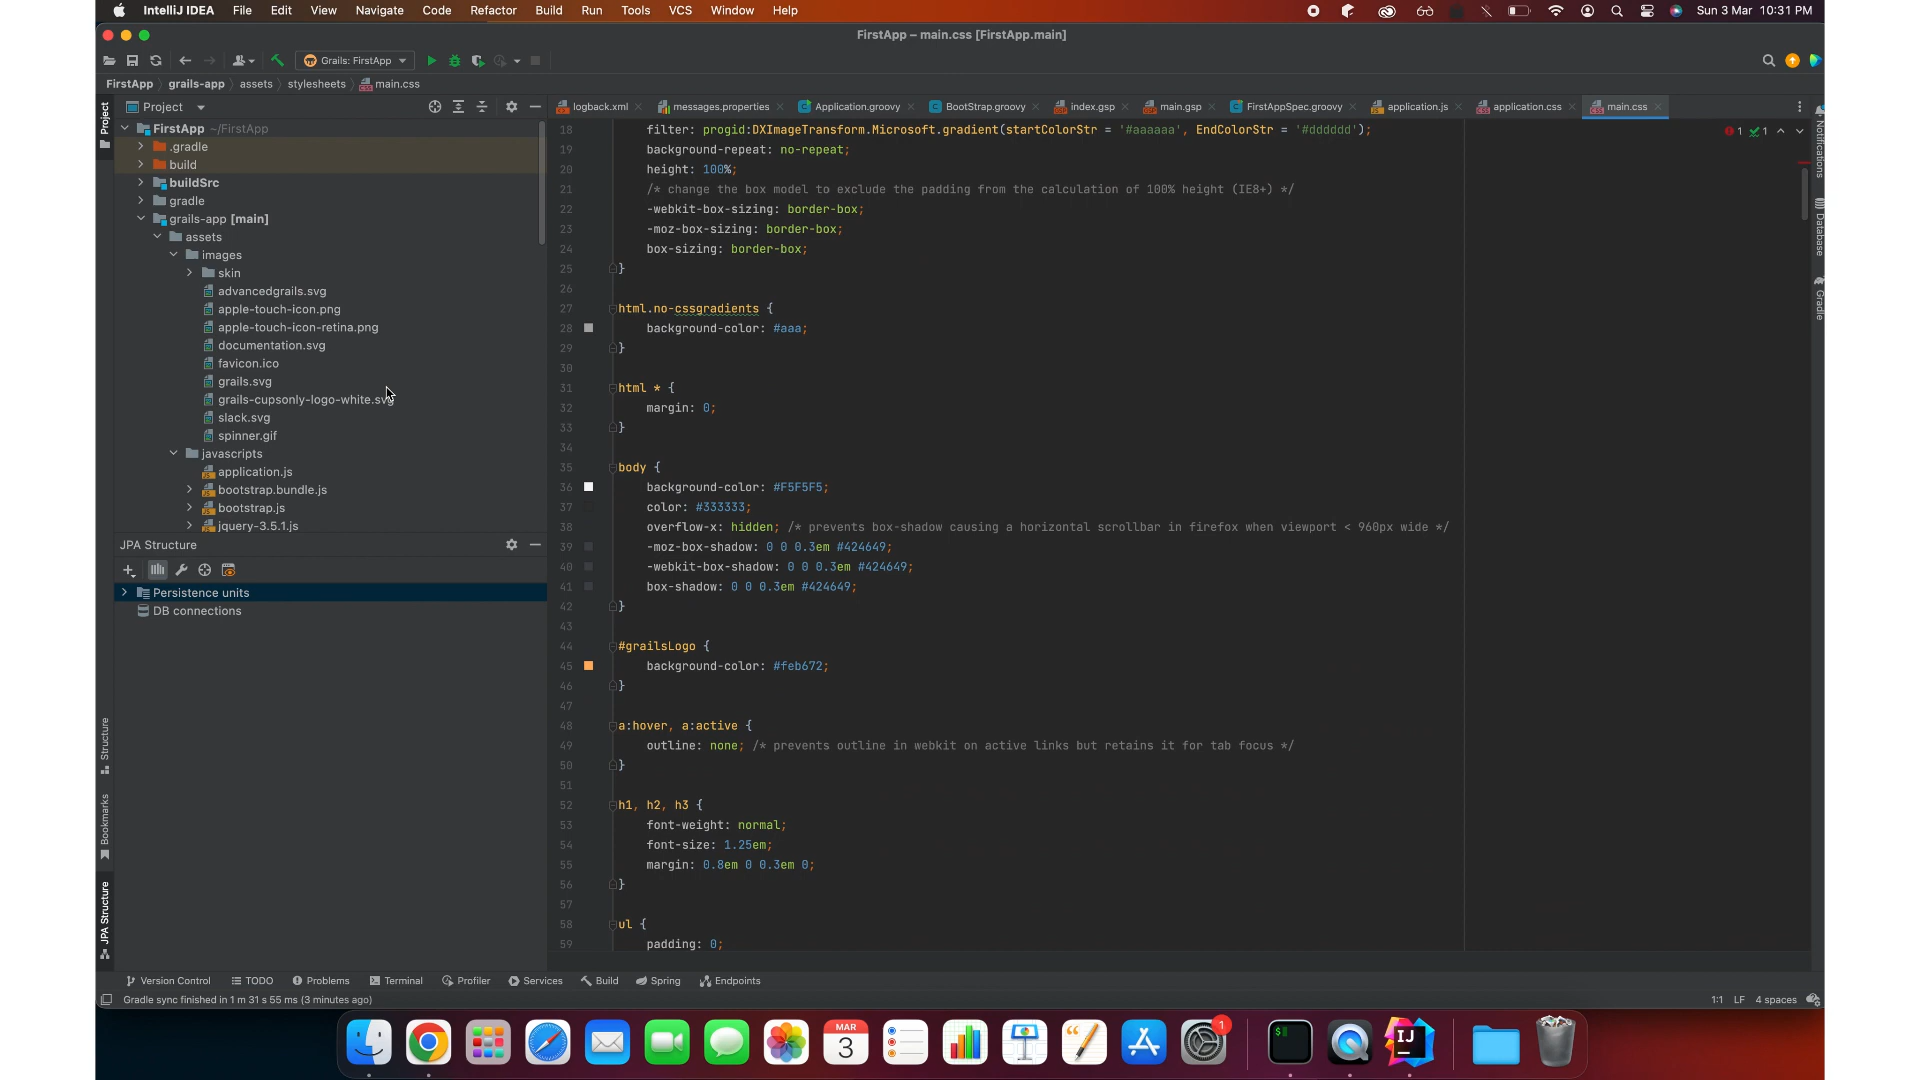 IntelliJ IDEA File Edit View Navigate Code Refactor Build Run Tools VCS Window Help Sun 3 Mar 10:31 PM
FirstApp – main.css [FirstApp.main]
Grails: FirstApp
FirstApp grails-app assets stylesheets main.css
Project
logback.xml messages.properties Application.groovy BootStrap.groovy index.gsp main.gsp FirstAppSpec.groovy application.js application.css main.css
Project
FirstApp ~/FirstApp
.gradle
build
buildSrc
gradle
grails-app [main]
assets
images
skin
advancedgrails.svg
apple-touch-icon.png
apple-touch-icon-retina.png
documentation.svg
favicon.ico
grails.svg
grails-cupsonly-logo-white.svg
slack.svg
spinner.gif
javascripts
application.js
bootstrap.bundle.js
bootstrap.js
jquery-3.5.1.js
JPA Structure
Persistence units
DB connections
Structure
Bookmarks
JPA Structure
18 filter: progid:DXImageTransform.Microsoft.gradient(startColorStr = '#aaaaaa', EndColorStr = '#dddddd');
19 background-repeat: no-repeat;
20 height: 100%;
21 /* change the box model to exclude the padding from the calculation of 100% height (IE8+) */
22 -webkit-box-sizing: border-box;
23 -moz-box-sizing: border-box;
24 box-sizing: border-box;
25 }
26
27 html.no-cssgradients {
28 background-color: #aaa;
29 }
30
31 html * {
32 margin: 0;
33 }
34
35 body {
36 background-color: #F5F5F5;
37 color: #333333;
38 overflow-x: hidden; /* prevents box-shadow causing a horizontal scrollbar in firefox when viewport < 960px wide */
39 -moz-box-shadow: 0 0 0.3em #424649;
40 -webkit-box-shadow: 0 0 0.3em #424649;
41 box-shadow: 0 0 0.3em #424649;
42 }
43
44 #grailsLogo {
45 background-color: #feb672;
46 }
47
48 a:hover, a:active {
49 outline: none; /* prevents outline in webkit on active links but retains it for tab focus */
50 }
51
52 h1, h2, h3 {
53 font-weight: normal;
54 font-size: 1.25em;
55 margin: 0.8em 0 0.3em 0;
56 }
57
58 ul {
59 padding: 0;
1 1
Notifications
Database
Gradle
Version Control TODO Problems Terminal Profiler Services Build Spring Endpoints
Gradle sync finished in 1 m 31 s 55 ms (3 minutes ago) 1:1 LF 4 spaces
MAR
3
1
$
IJ